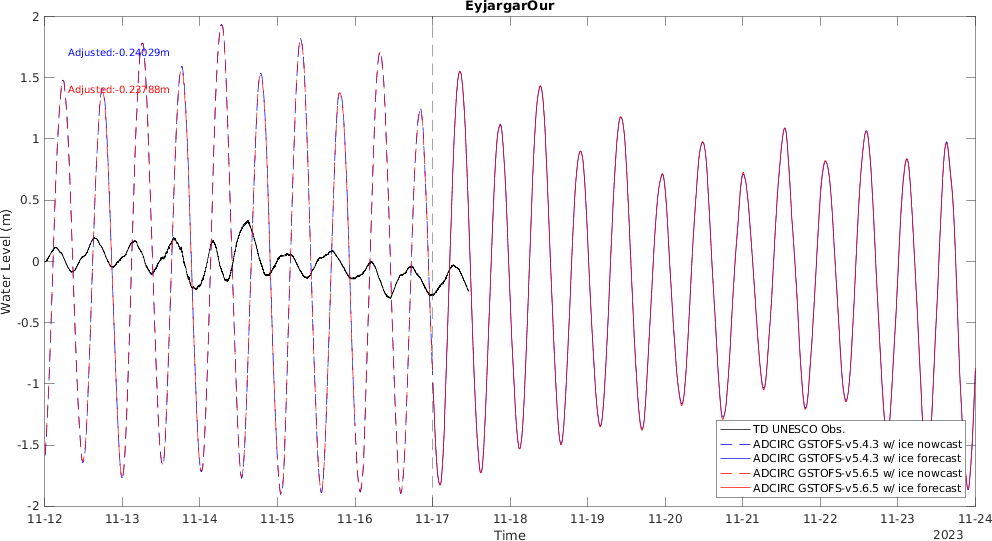 EyjargarOur
2
1.5
1
0.5
0
-0.5
-1
-1.5
-2
Water Level (m)
Adjusted:-0.24029m
Adjusted:-0.23788m
TD UNESCO Obs.
ADCIRC GSTOFS-v5.4.3 w/ ice nowcast
ADCIRC GSTOFS-v5.4.3 w/ ice forecast
ADCIRC GSTOFS-v5.6.5 w/ ice nowcast
ADCIRC GSTOFS-v5.6.5 w/ ice forecast
11-12 11-13 11-14 11-15 11-16 11-17 11-18 11-19 11-20 11-21 11-22 11-23 11-24
Time
2023